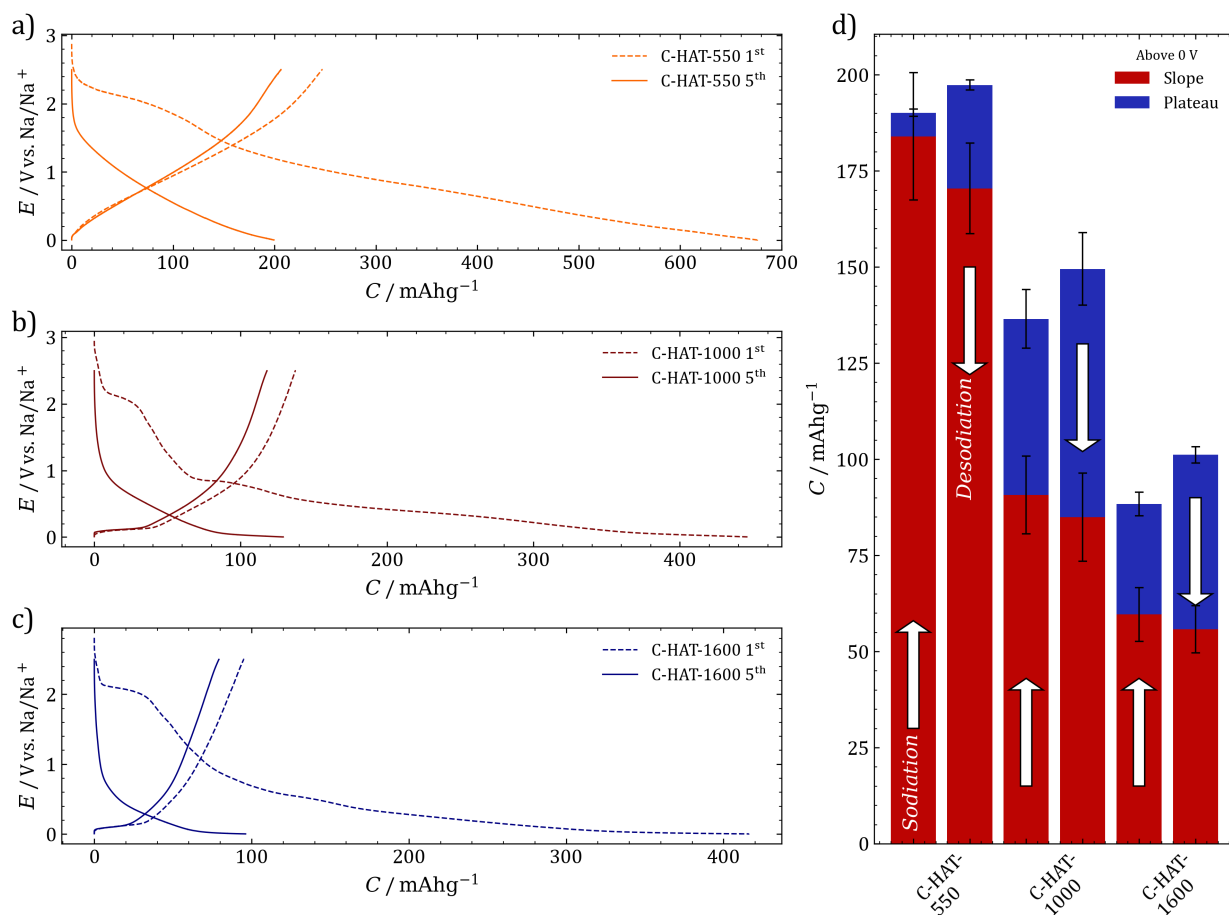 a)
3
2
1
0
E / V vs. Na/Na⁺
C-HAT-550 1ˢᵗ
C-HAT-550 5ᵗʰ
0 100 200 300 400 500 600 700
C / mAhg⁻¹
b)
3
2
1
0
E / V vs. Na/Na⁺
C-HAT-1000 1ˢᵗ
C-HAT-1000 5ᵗʰ
0 100 200 300 400
C / mAhg⁻¹
c)
2
1
0
E / V vs. Na/Na⁺
C-HAT-1600 1ˢᵗ
C-HAT-1600 5ᵗʰ
0 200 400
C / mAhg⁻¹
d)
Above 0 V
Slope
Plateau
200
175
150
125
100
75
50
25
0
C / mAhg⁻¹
Sodiation
Desodiation
C-HAT-
550
C-HAT-
1000
C-HAT-
1600